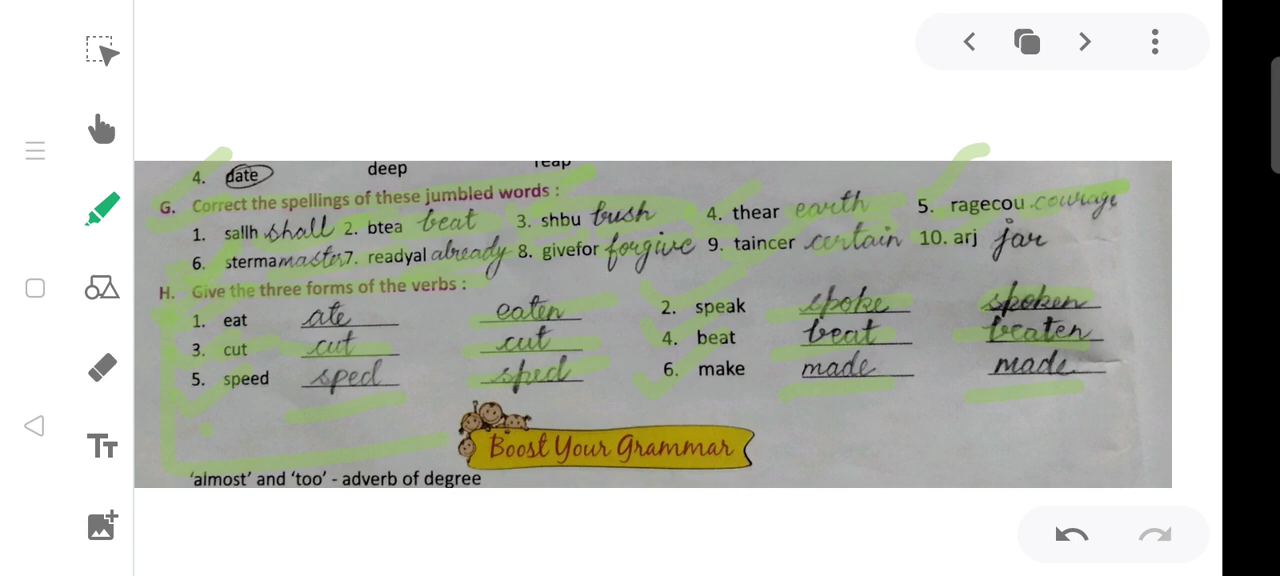 4. date deep reap
G. Correct the spellings of these jumbled words :
1. sallh shall 2. btea beat 3. shbu bush 4. thear earth 5. ragecou courage
6. sterma master 7. readyal already 8. givefor forgive 9. taincer certain 10. arj jar
H. Give the three forms of the verbs :
1. eat ate eaten 2. speak spoke spoken
3. cut cut cut 4. beat beat beaten
5. speed sped sped 6. make made made
Boost Your Grammar
'almost' and 'too' - adverb of degree
TT